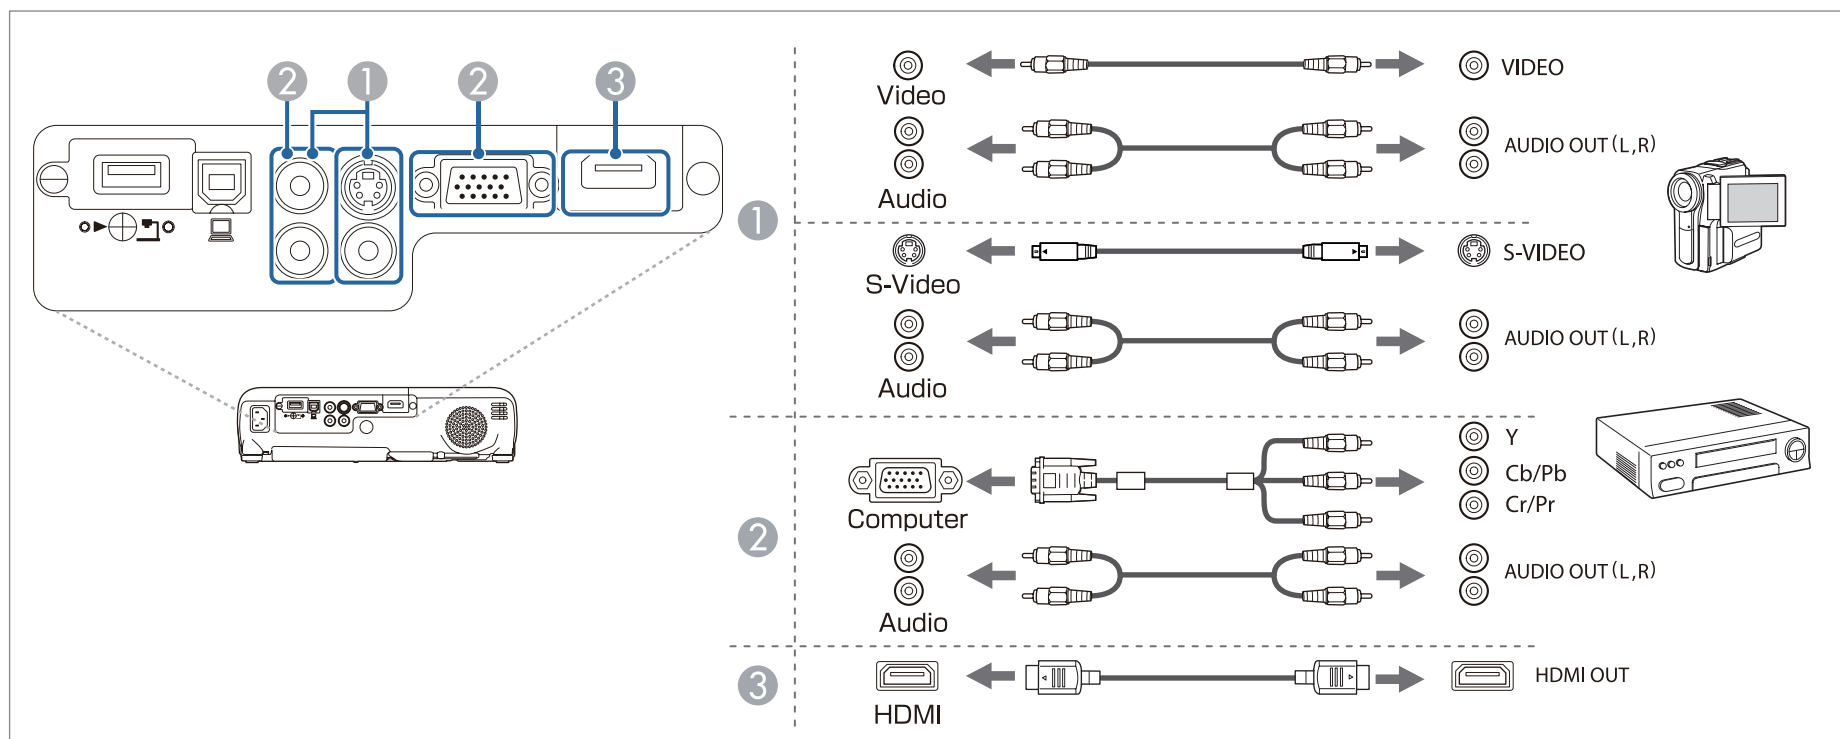 2 1 2 3
1
Video
VIDEO
Audio
AUDIO OUT (L,R)
S-Video
S-VIDEO
Audio
AUDIO OUT (L,R)
2
Computer
Y
Cb/Pb
Cr/Pr
Audio
AUDIO OUT (L,R)
3
HDMI
HDMI OUT